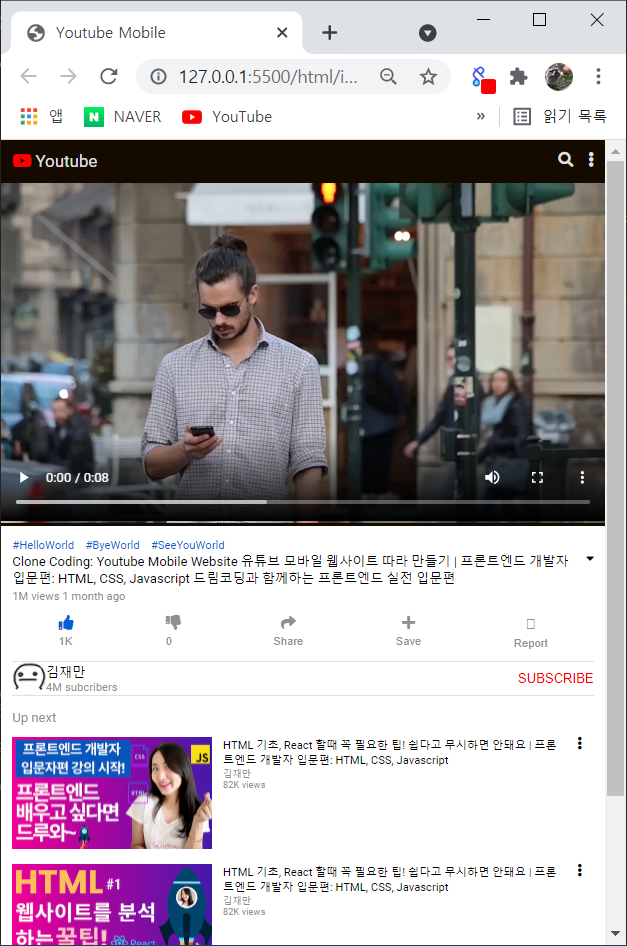 Youtube Mobile
127.0.0.1:5500/html/i...
앱
NAVER
YouTube
»
읽기 목록
Youtube
0:00 / 0:08
#HelloWorld #ByeWorld #SeeYouWorld
Clone Coding: Youtube Mobile Website 유튜브 모바일 웹사이트 따라 만들기 | 프론트엔드 개발자
입문편: HTML, CSS, Javascript 드림코딩과 함께하는 프론트엔드 실전 입문편
1M views 1 month ago
1K
0
Share
Save
Report
김재만
4M subcribers
SUBSCRIBE
Up next
프론트엔드 개발자
입문자편 강의 시작!
프론트엔드
배우고 싶다면
드루와~
CSS
JS
HTML
HTML 기초, React 할때 꼭 필요한 팁! 쉽다고 무시하면 안돼요 | 프론
트엔드 개발자 입문편: HTML, CSS, Javascript
김재만
82K views
HTML #1
웹사이트를 분석
하는 꿀팁!
React
HTML 기초, React 할때 꼭 필요한 팁! 쉽다고 무시하면 안돼요 | 프론
트엔드 개발자 입문편: HTML, CSS, Javascript
김재만
82K views